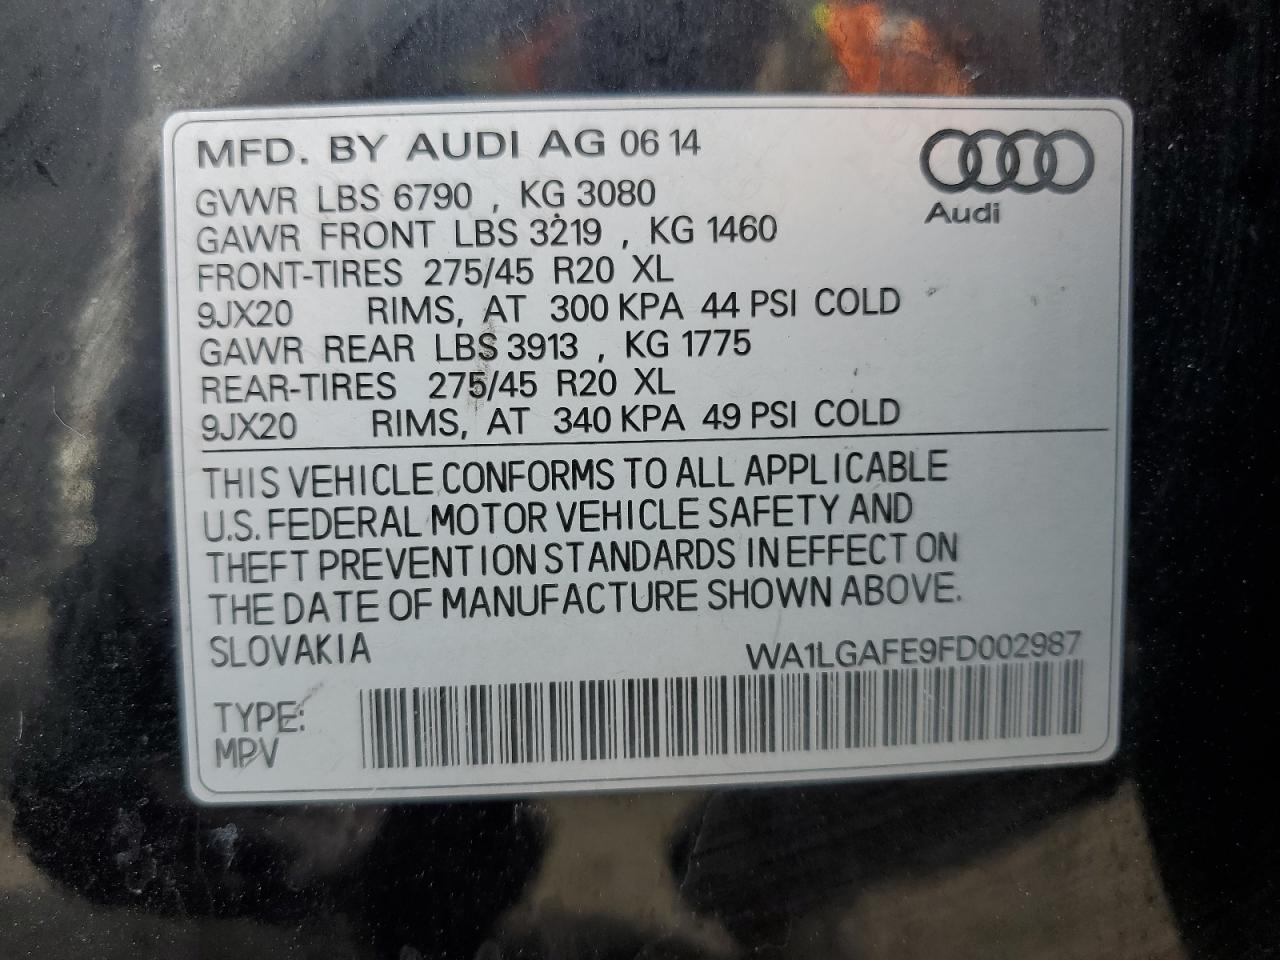 MFD. BY AUDI AG 06 14
Audi
GVWR LBS 6790 , KG 3080
GAWR FRONT LBS 3219 , KG 1460
FRONT-TIRES 275/45 R20 XL
9JX20 RIMS, AT 300 KPA 44 PSI COLD
GAWR REAR LBS 3913 , KG 1775
REAR-TIRES 275/45 R20 XL
9JX20 RIMS, AT 340 KPA 49 PSI COLD
THIS VEHICLE CONFORMS TO ALL APPLICABLE
U.S. FEDERAL MOTOR VEHICLE SAFETY AND
THEFT PREVENTION STANDARDS IN EFFECT ON
THE DATE OF MANUFACTURE SHOWN ABOVE.
SLOVAKIA WA1LGAFE9FD002987
TYPE:
MPV